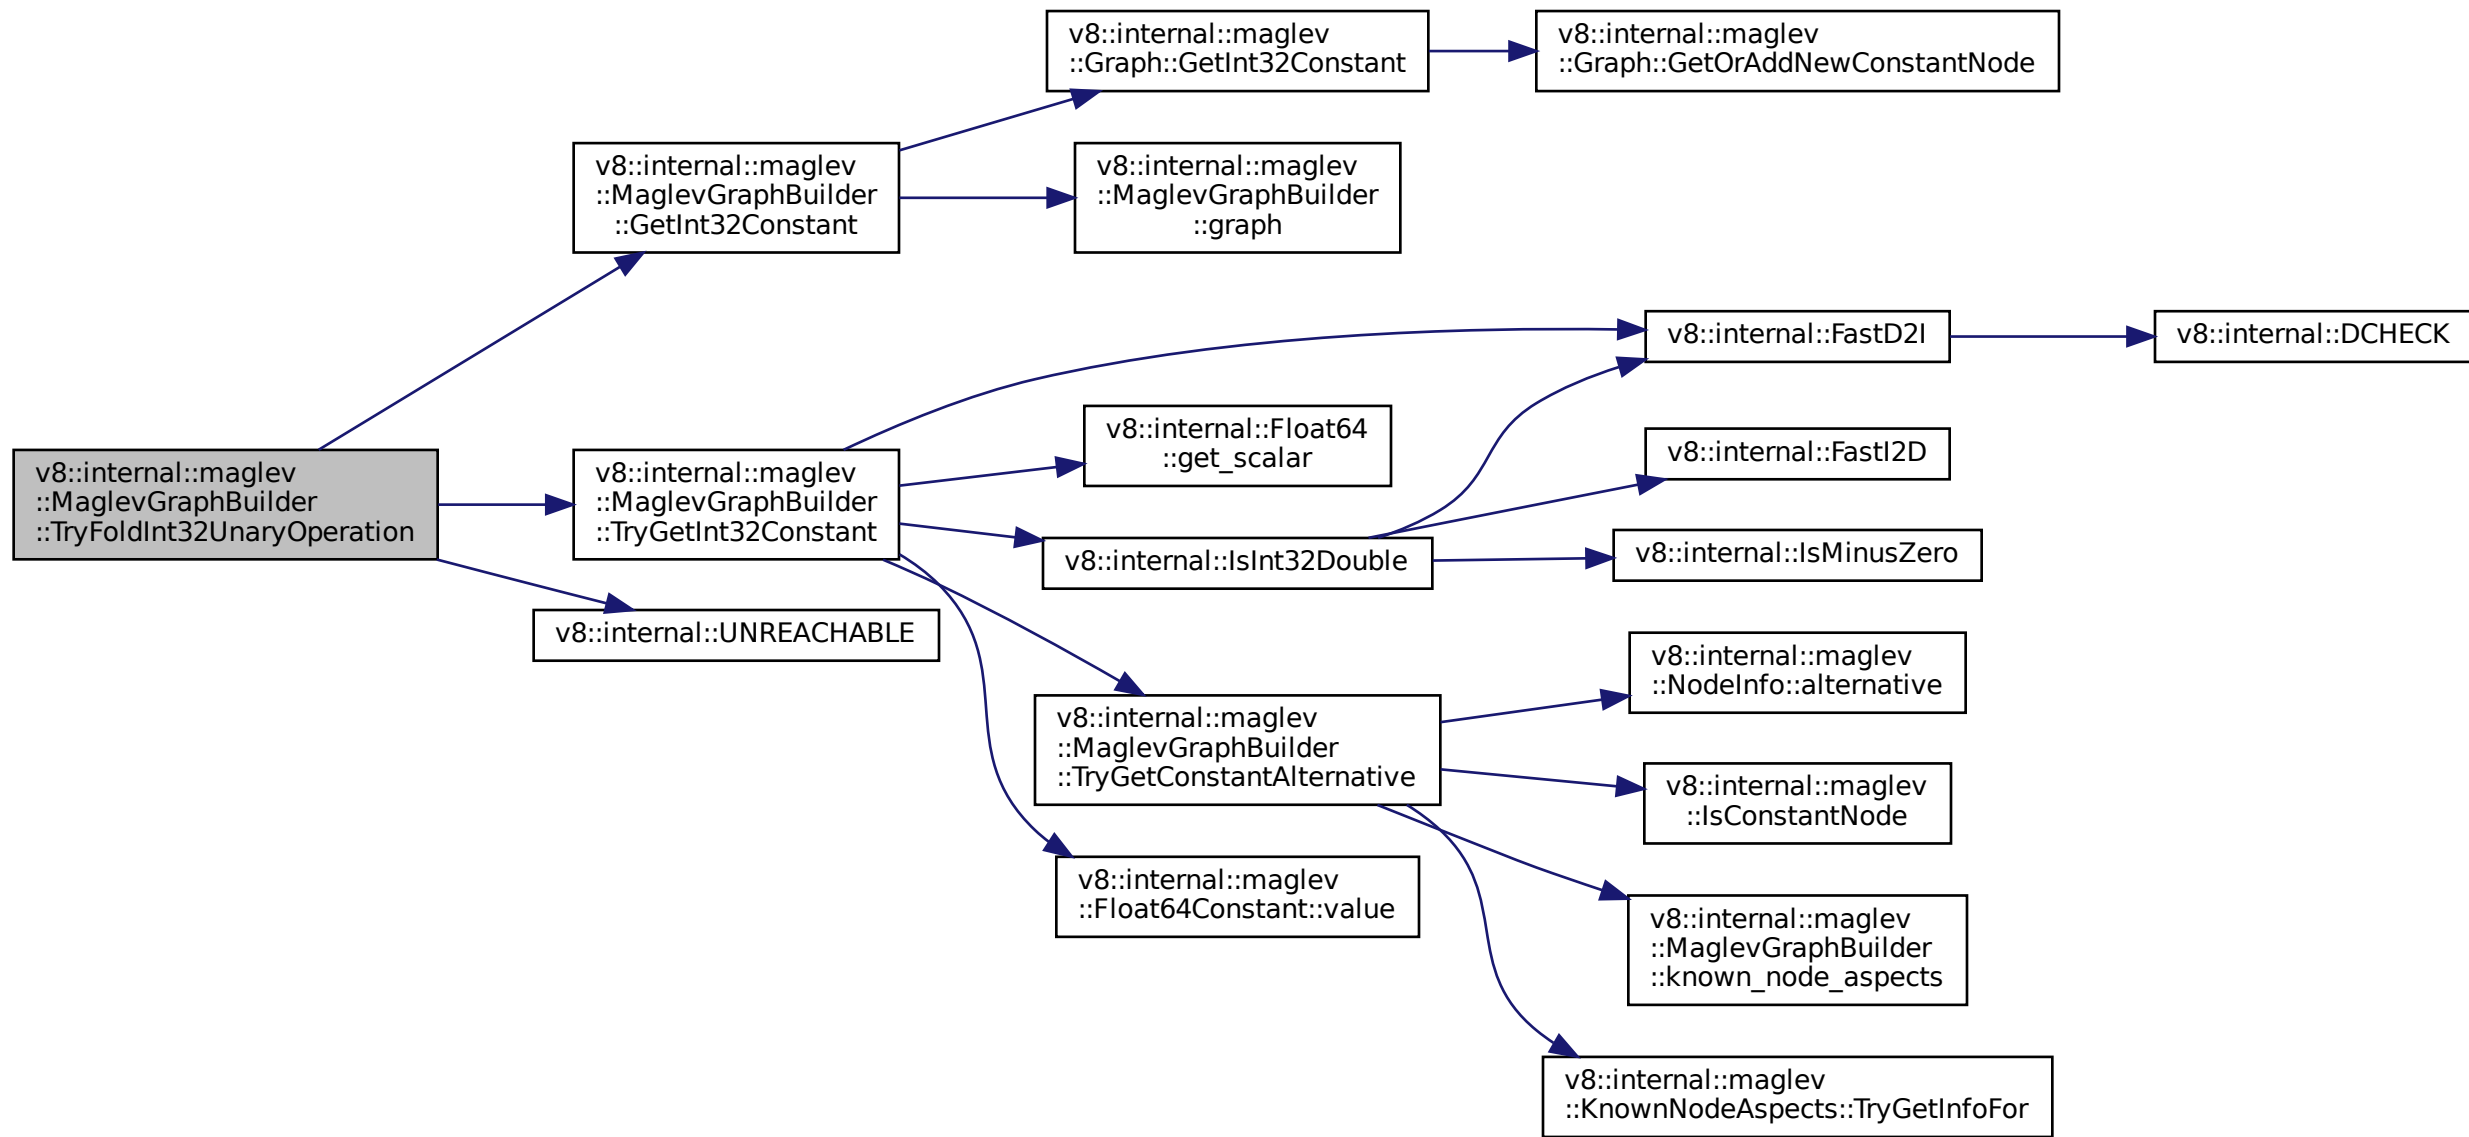 v8::internal::maglev
::MaglevGraphBuilder
::TryFoldInt32UnaryOperation
v8::internal::maglev
::MaglevGraphBuilder
::GetInt32Constant
v8::internal::maglev
::Graph::GetInt32Constant
v8::internal::maglev
::Graph::GetOrAddNewConstantNode
v8::internal::maglev
::MaglevGraphBuilder
::graph
v8::internal::maglev
::MaglevGraphBuilder
::TryGetInt32Constant
v8::internal::FastD2I
v8::internal::DCHECK
v8::internal::Float64
::get_scalar
v8::internal::IsInt32Double
v8::internal::FastI2D
v8::internal::IsMinusZero
v8::internal::UNREACHABLE
v8::internal::maglev
::MaglevGraphBuilder
::TryGetConstantAlternative
v8::internal::maglev
::NodeInfo::alternative
v8::internal::maglev
::IsConstantNode
v8::internal::maglev
::MaglevGraphBuilder
::known_node_aspects
v8::internal::maglev
::KnownNodeAspects::TryGetInfoFor
v8::internal::maglev
::Float64Constant::value